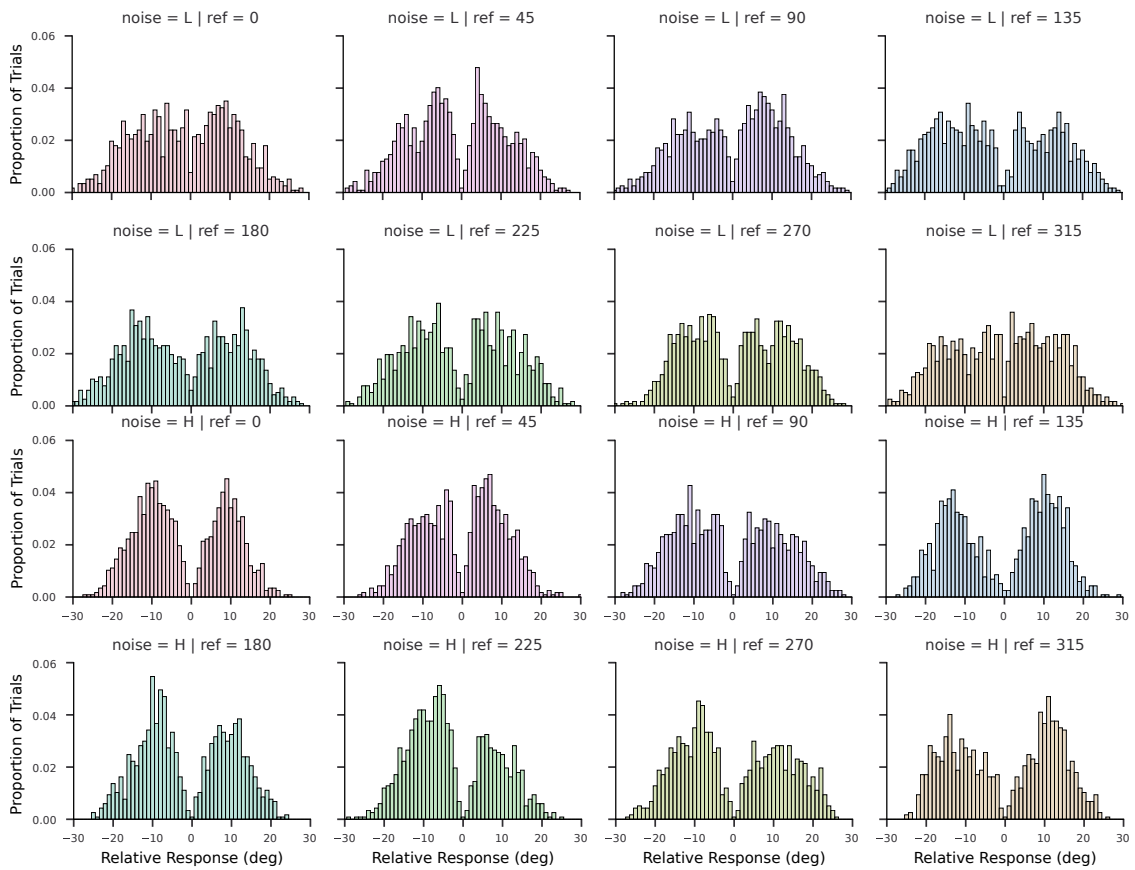 noise = L | ref = 0
noise = L | ref = 45
noise = L | ref = 90
noise = L | ref = 135
Proportion of Trials
0.06
0.04
0.02
0.00
noise = L | ref = 180
noise = L | ref = 225
noise = L | ref = 270
noise = L | ref = 315
Proportion of Trials
0.06
0.04
0.02
0.00
noise = H | ref = 0
noise = H | ref = 45
noise = H | ref = 90
noise = H | ref = 135
Proportion of Trials
0.06
0.04
0.02
0.00
−30 −20 −10 0 10 20 30
−30 −20 −10 0 10 20 30
−30 −20 −10 0 10 20 30
−30 −20 −10 0 10 20 30
noise = H | ref = 180
noise = H | ref = 225
noise = H | ref = 270
noise = H | ref = 315
Proportion of Trials
0.06
0.04
0.02
0.00
−30 −20 −10 0 10 20 30
−30 −20 −10 0 10 20 30
−30 −20 −10 0 10 20 30
−30 −20 −10 0 10 20 30
Relative Response (deg)
Relative Response (deg)
Relative Response (deg)
Relative Response (deg)